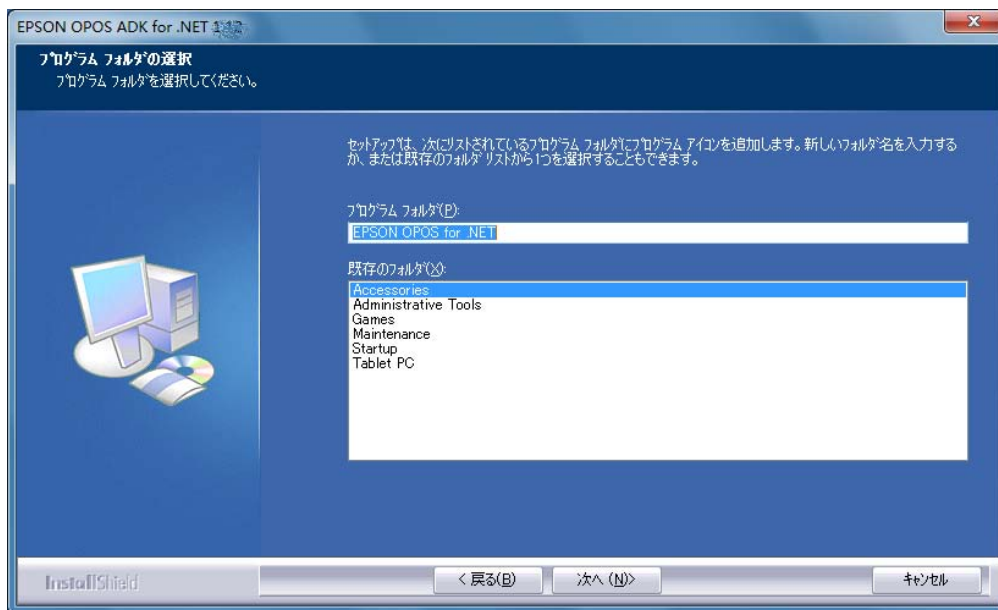 EPSON OPOS ADK for .NET
プログラム フォルダの選択
プログラム フォルダを選択してください。
セットアップは、次にリストされているプログラム フォルダにプログラム アイコンを追加します。新しいフォルダ名を入力する
か、または既存のフォルダ リストから1つを選択することもできます。
プログラム フォルダ(P):
EPSON OPOS for .NET
既存のフォルダ(X):
Accessories
Administrative Tools
Games
Maintenance
Startup
Tablet PC
InstallShield
< 戻る(B)
次へ (N)>
キャンセル